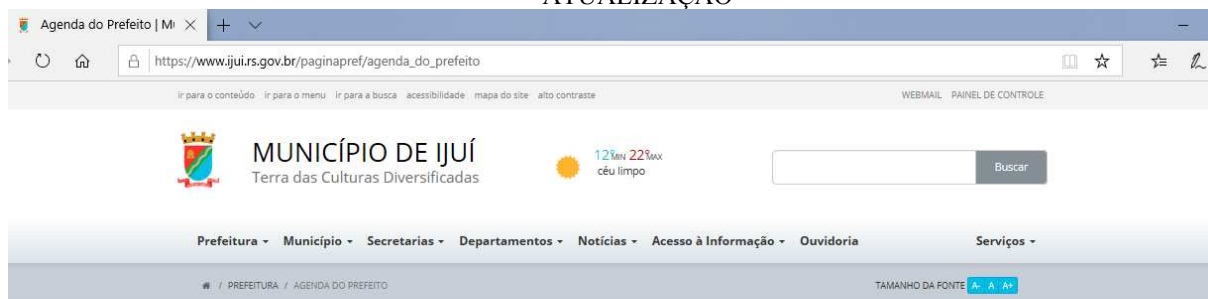 ATUALIZAÇÃO
Agenda do Prefeito | M
https://www.ijui.rs.gov.br/paginapref/agenda_do_prefeito
ir para o conteúdo ir para o menu ir para a busca acessibilidade mapa do site alto contraste WEBMAIL PAINEL DE CONTROLE
MUNICÍPIO DE IJUÍ
Terra das Culturas Diversificadas
12°MIN 22°MAX
céu limpo
Buscar
Prefeitura Município Secretarias Departamentos Notícias Acesso à Informação Ouvidoria Serviços
/ PREFEITURA / AGENDA DO PREFEITO TAMANHO DA FONTE A- A A+